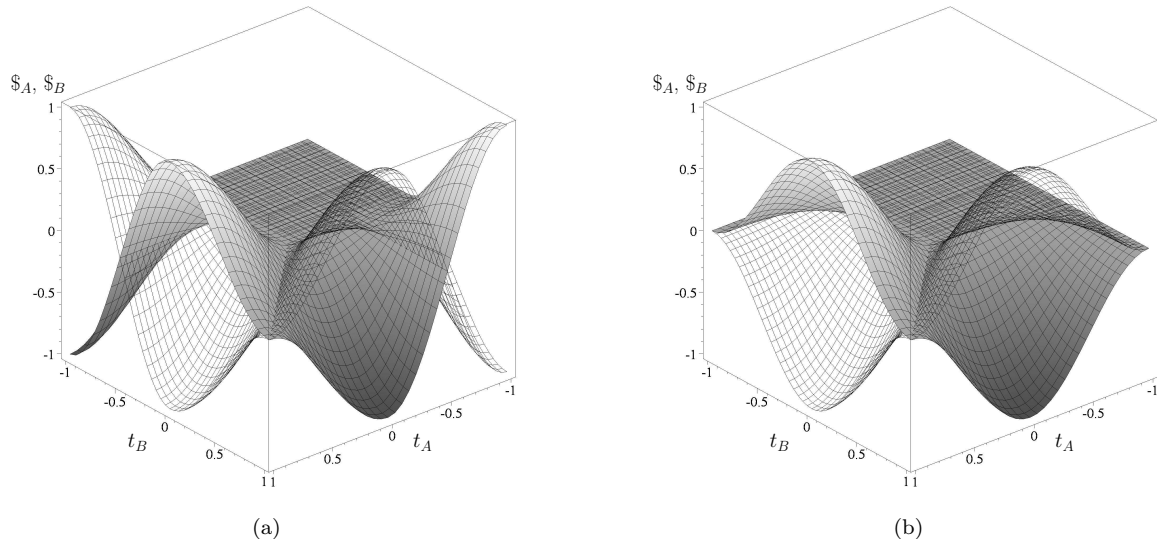 $_A, $_B $_A, $_B
1 1
0.5 0.5
0 0
-0.5 -0.5
-1 -1
-1 -1 -1 -1
-0.5 -0.5 -0.5 -0.5
t_B 0 0 t_A t_B 0 0 t_A
0.5 0.5 0.5 0.5
1 1 1 1
(a) (b)